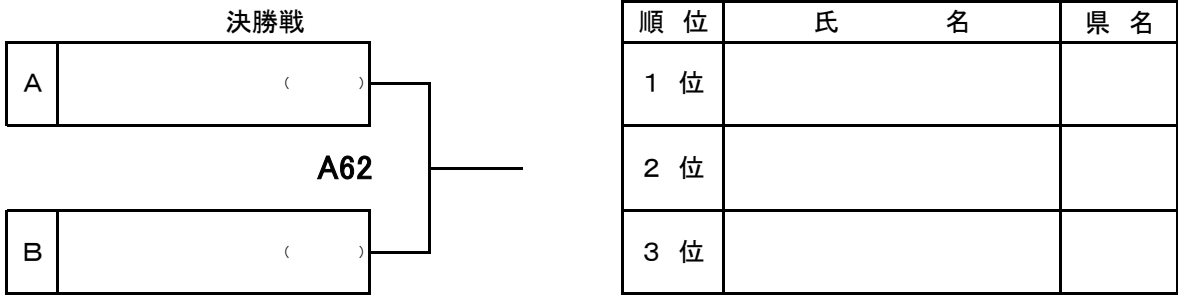 決勝戦
A （　　　）
A62
B （　　　）
順 位 氏 名 県 名
1 位
2 位
3 位